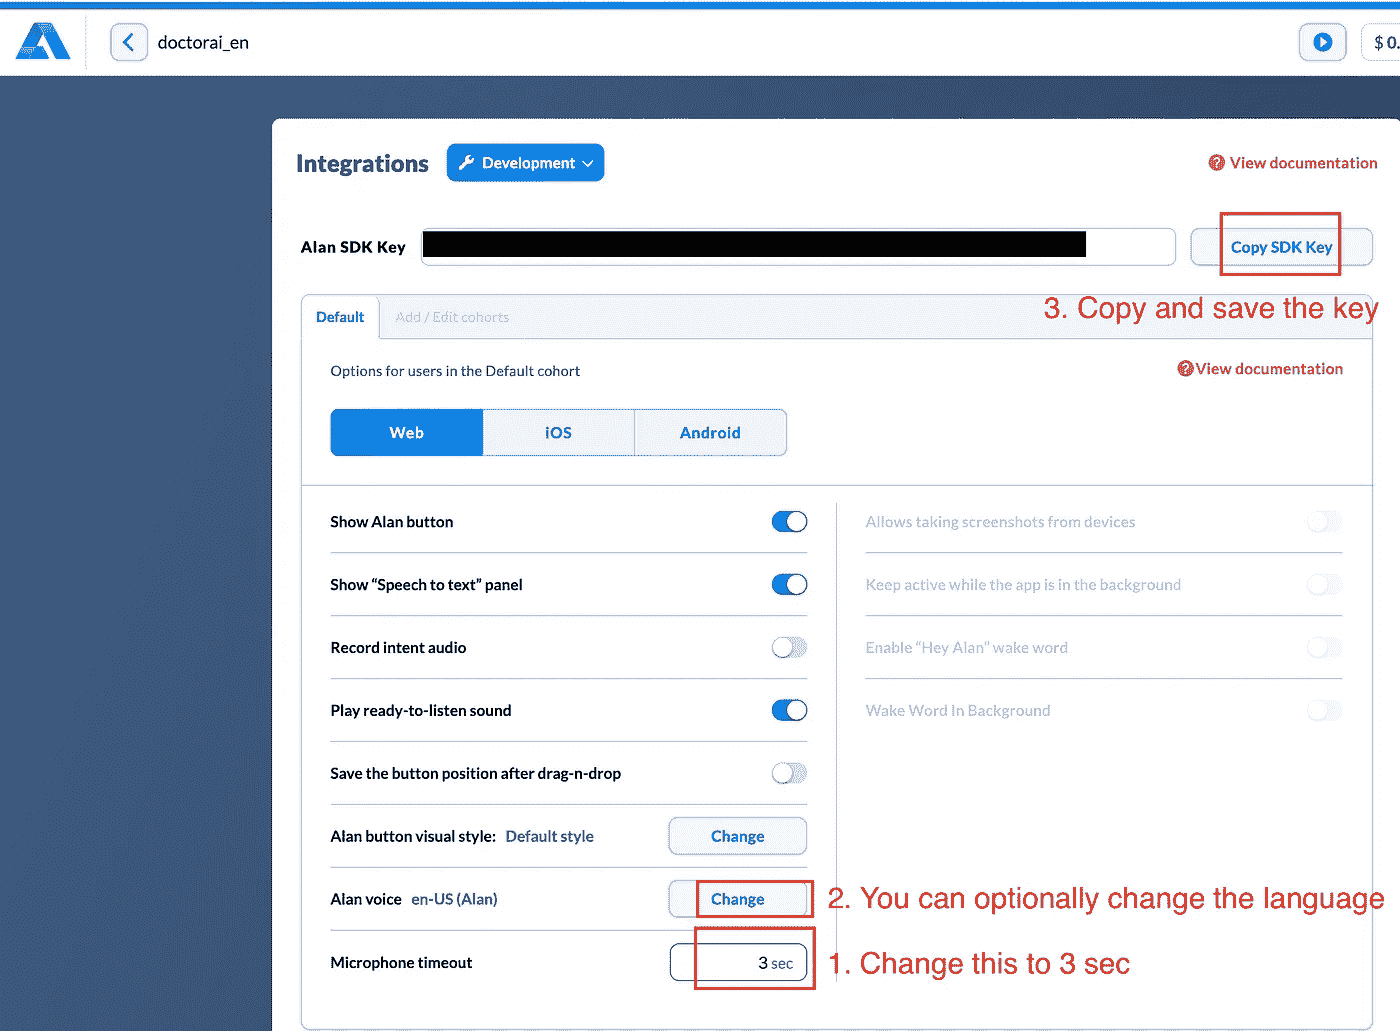 doctorai_en
$ 0.
Integrations
Development
View documentation
Alan SDK Key
Copy SDK Key
3. Copy and save the key
Default
Add / Edit cohorts
Options for users in the Default cohort
View documentation
Web
iOS
Android
Show Alan button
Allows taking screenshots from devices
Show “Speech to text” panel
Keep active while the app is in the background
Record intent audio
Enable “Hey Alan” wake word
Play ready-to-listen sound
Wake Word In Background
Save the button position after drag-n-drop
Alan button visual style: Default style
Change
Alan voice en-US (Alan)
Change
2. You can optionally change the language
Microphone timeout
3 sec
1. Change this to 3 sec